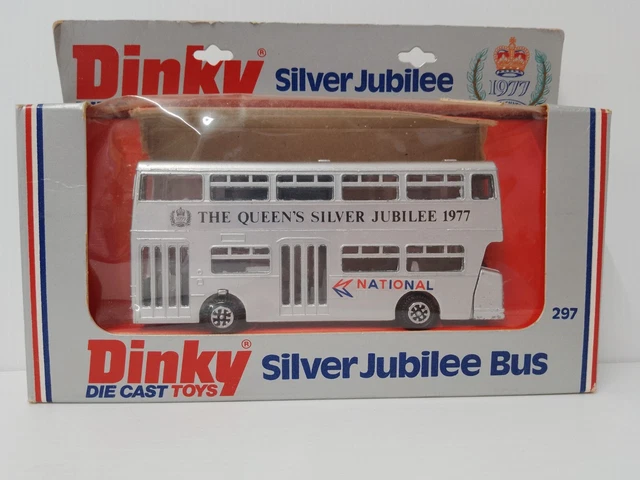 Dinky® Silver Jubilee
1977
THE QUEEN'S SILVER JUBILEE 1977
NATIONAL
297
Dinky® Silver Jubilee Bus
DIE CAST TOYS